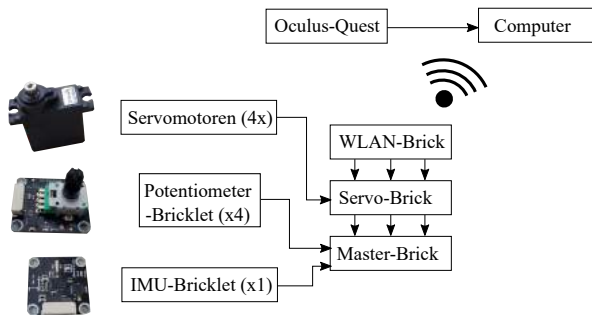 Oculus-Quest
Computer
Servomotoren (4x)
WLAN-Brick
Potentiometer
-Bricklet (x4)
Servo-Brick
Master-Brick
IMU-Bricklet (x1)